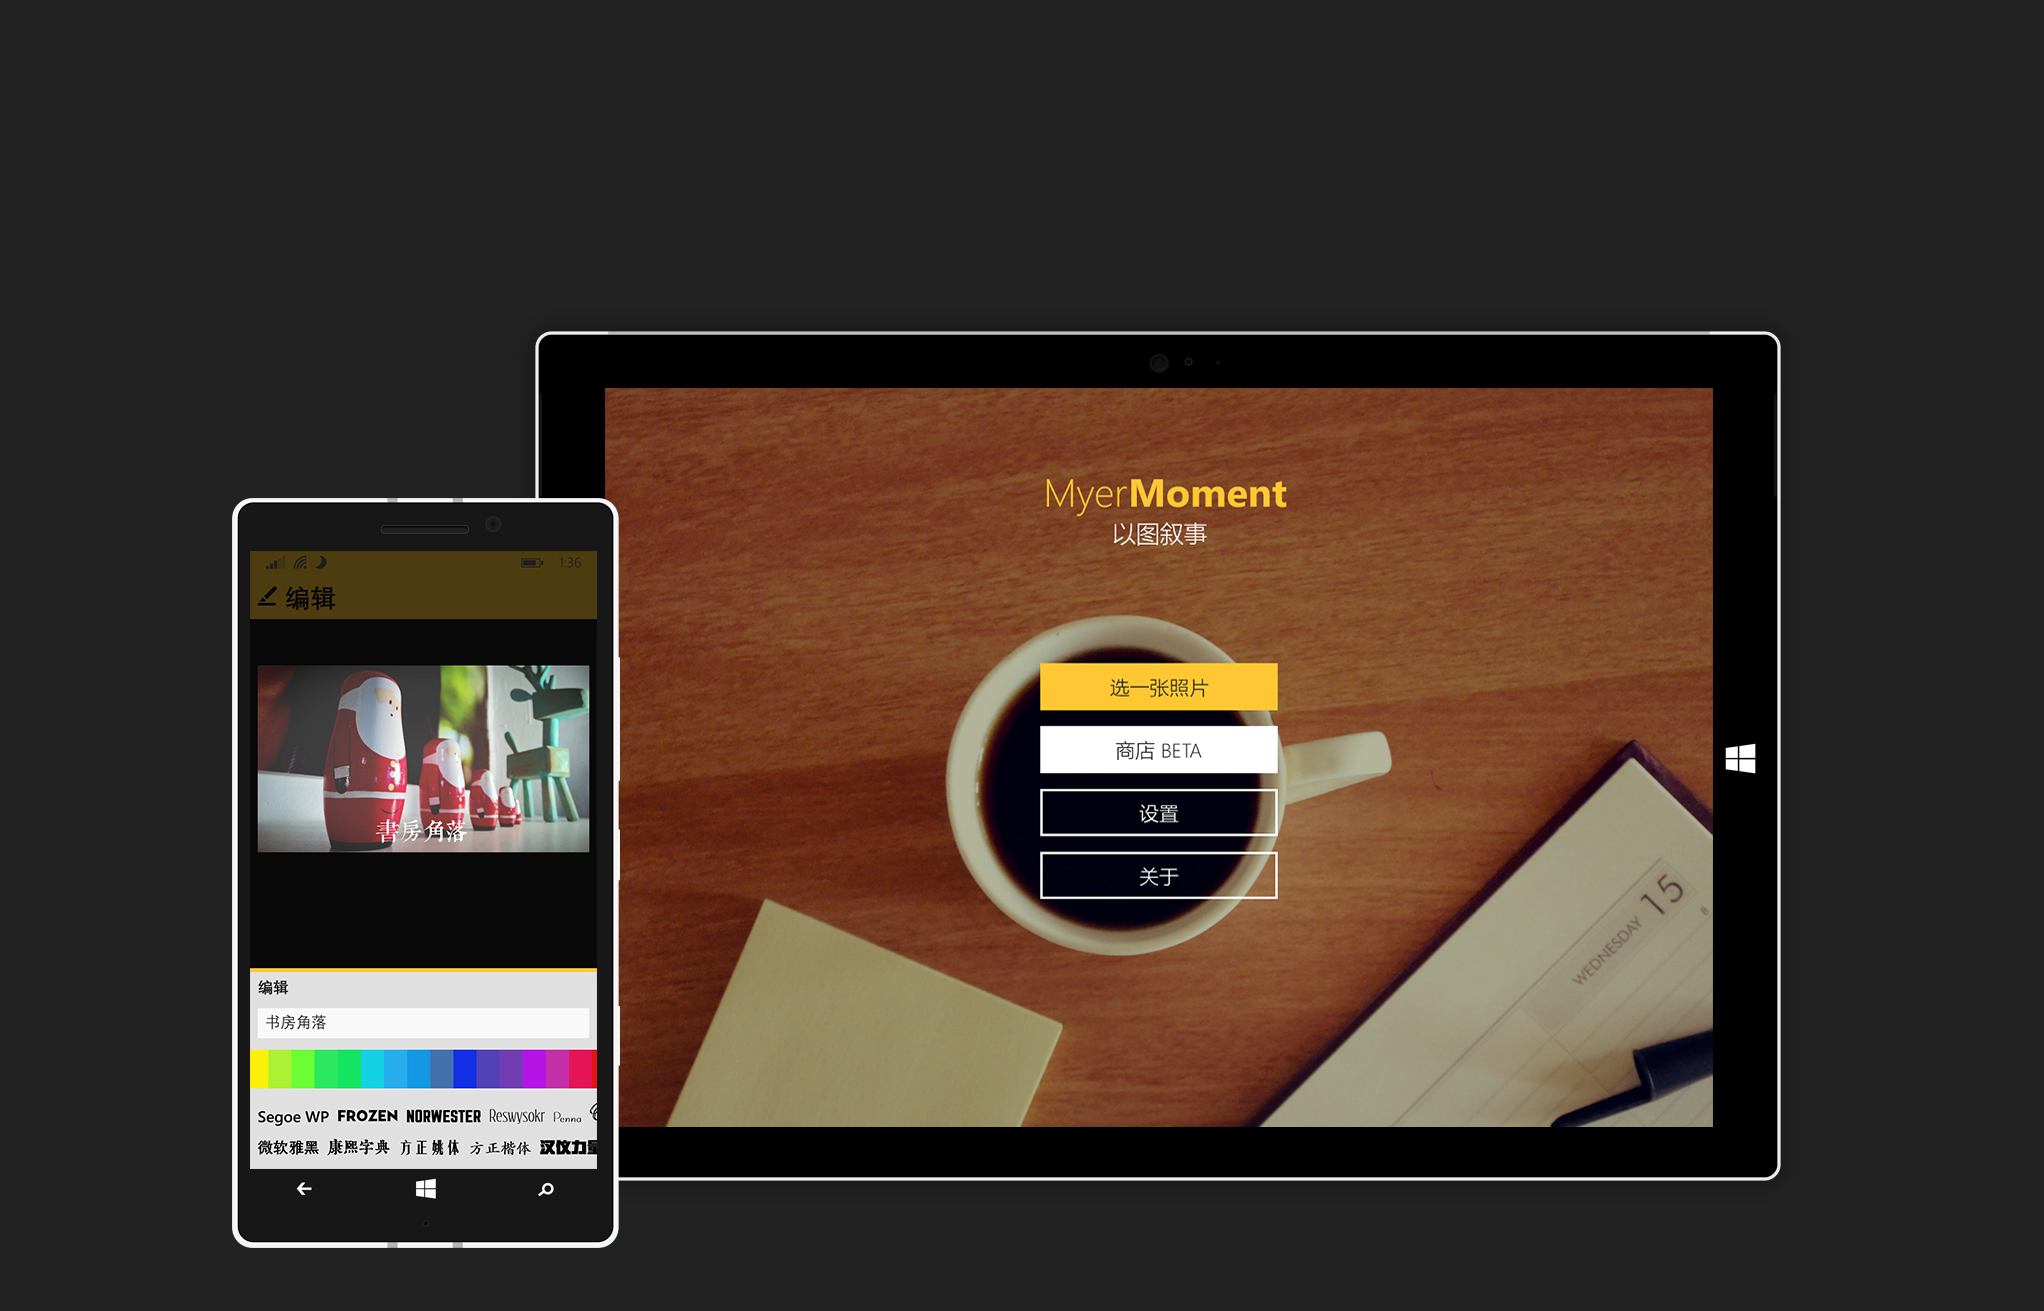 MyerMoment
以图叙事
选一张照片
商店 BETA
设置
关于
WEDNESDAY 15
8
1:36
编辑
書房角落
编辑
书房角落
Segoe WP FROZEN NORWESTER Reswysokr Penna
微软雅黑 康熙字典 方正姚体 方正楷体 汉仪力量